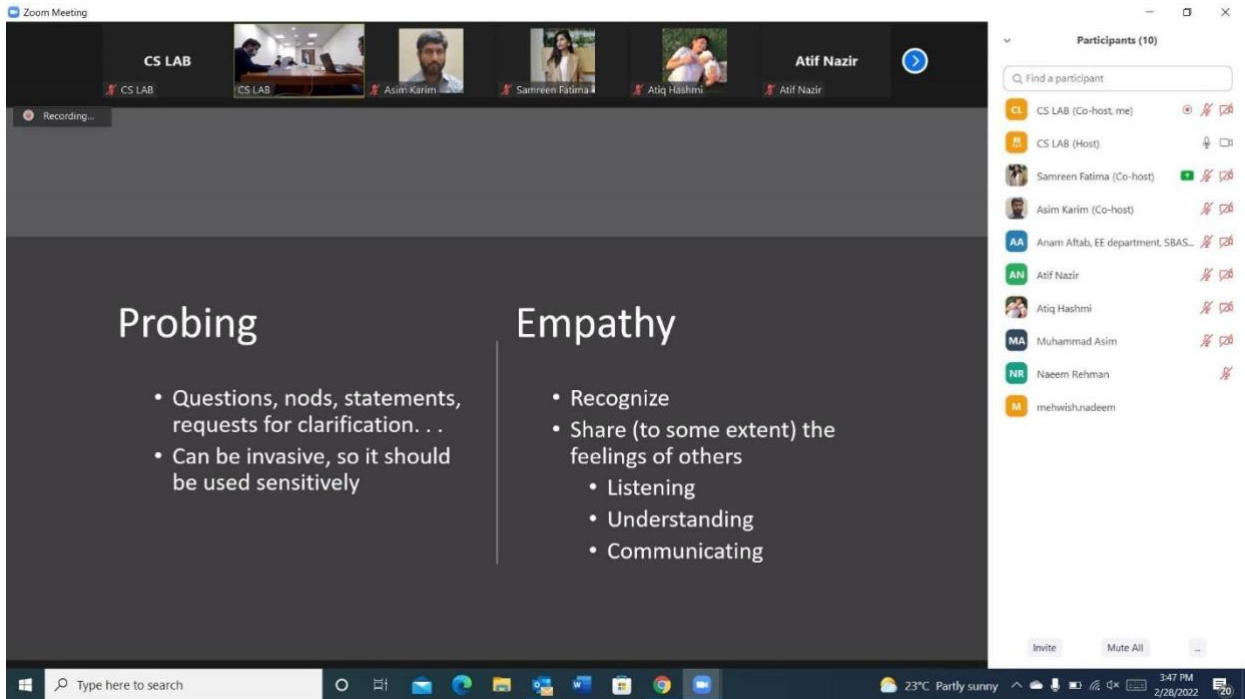 Zoom Meeting
CS LAB
CS LAB
CS LAB
Asim Karim
Samreen Fatima
Atiq Hashmi
Atif Nazir
Atif Nazir
Recording...
Probing
• Questions, nods, statements,
requests for clarification. . .
• Can be invasive, so it should
be used sensitively
Empathy
• Recognize
• Share (to some extent) the
feelings of others
• Listening
• Understanding
• Communicating
Participants (10)
Find a participant
CL CS LAB (Co-host, me)
CS LAB (Host)
Samreen Fatima (Co-host)
Asim Karim (Co-host)
AA Anam Aftab, EE department, SBAS...
AN Atif Nazir
Atiq Hashmi
MA Muhammad Asim
NR Naeem Rehman
M mehwish.nadeem
Invite Mute All ...
Type here to search
23°C Partly sunny
3:47 PM
2/28/2022
20